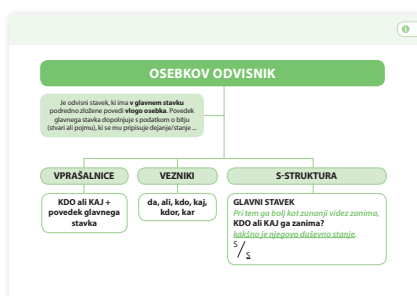 OSEBKOV ODVISNIK
Je odvisni stavek, ki ima v glavnem stavku
podredno zložene povedi vlogo osebka. Povedek
glavnega stavka dopolnjuje s podatkom o bitju
(stvari ali pojmu), ki se mu pripisuje dejanje/stanje ...
VPRAŠALNICE
KDO ali KAJ +
povedek glavnega
stavka
VEZNIKI
da, ali, kdo, kaj,
kdor, kar
S-STRUKTURA
GLAVNI STAVEK
Pri tem ga bolj kot zunanji videz zanima,
KDO ali KAJ ga zanima?
kakšno je njegovo duševno stanje.
S
/
S